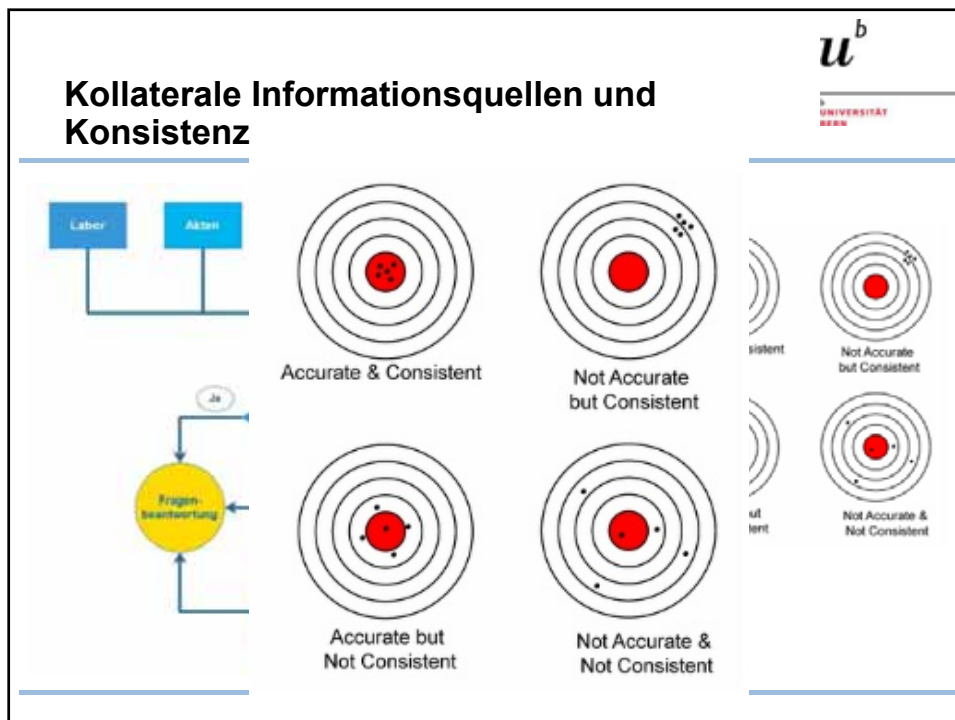 u
b
Kollaterale Informationsquellen und
Konsistenz
b
UNIVERSITÄT
BERN
Labor
Akten
Ja
Fragen-
beantwortung
Accurate & Consistent
Not Accurate
but Consistent
Accurate but
Not Consistent
Not Accurate &
Not Consistent
Not Accurate
but Consistent
Not Accurate &
Not Consistent